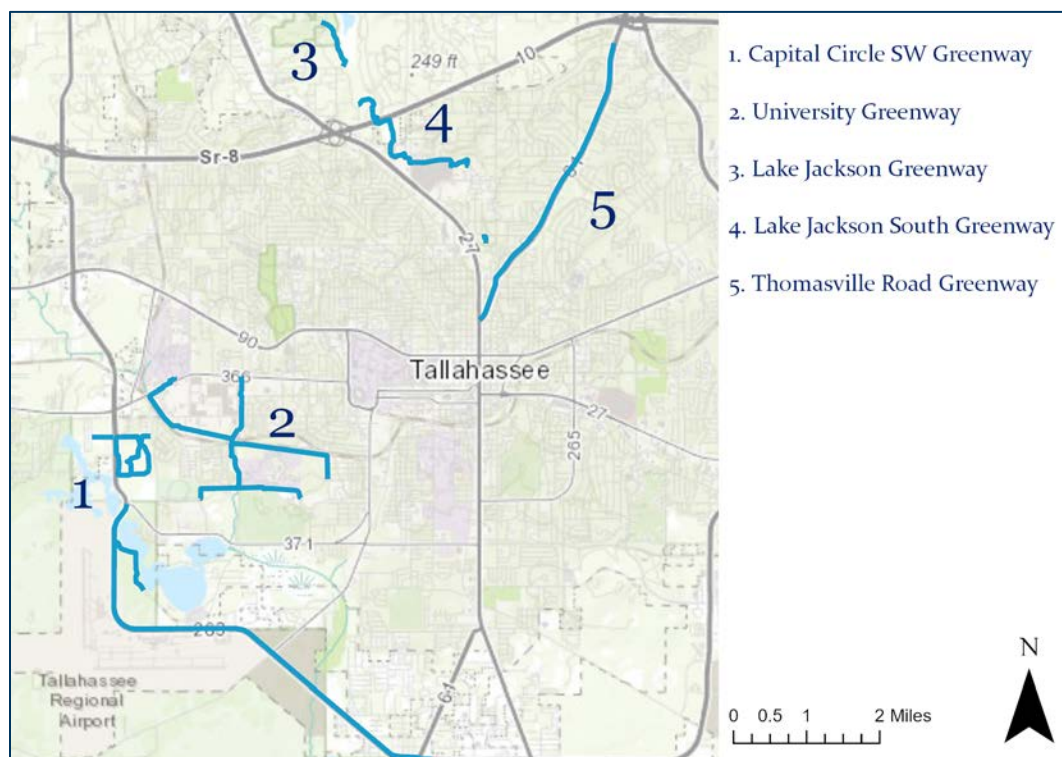 3
249 ft
10
4
Sr-8
5
27
90
Tallahassee
366
27
2
265
1
371
263
61
Tallahassee
Regional
Airport
1. Capital Circle SW Greenway
2. University Greenway
3. Lake Jackson Greenway
4. Lake Jackson South Greenway
5. Thomasville Road Greenway
N
0 0.5 1 2 Miles